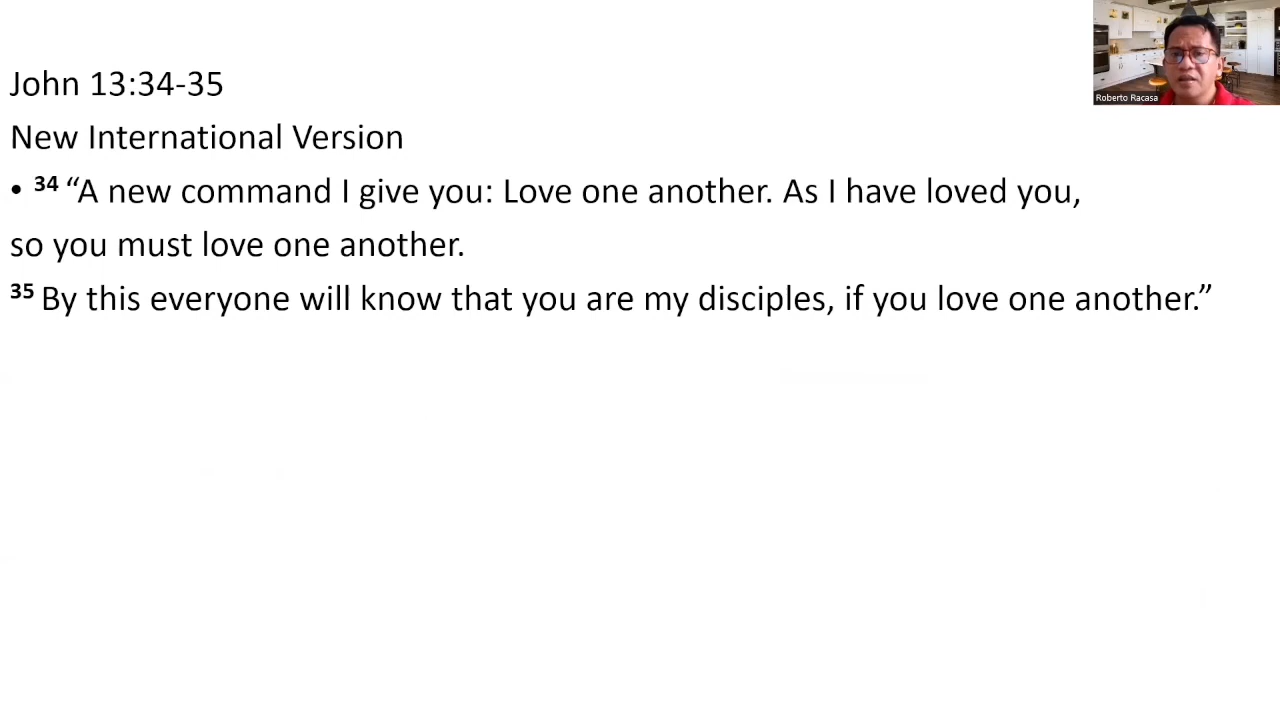 John 13:34-35
New International Version
• 34 “A new command I give you: Love one another. As I have loved you,
so you must love one another.
35 By this everyone will know that you are my disciples, if you love one another.”
Roberto Racasa